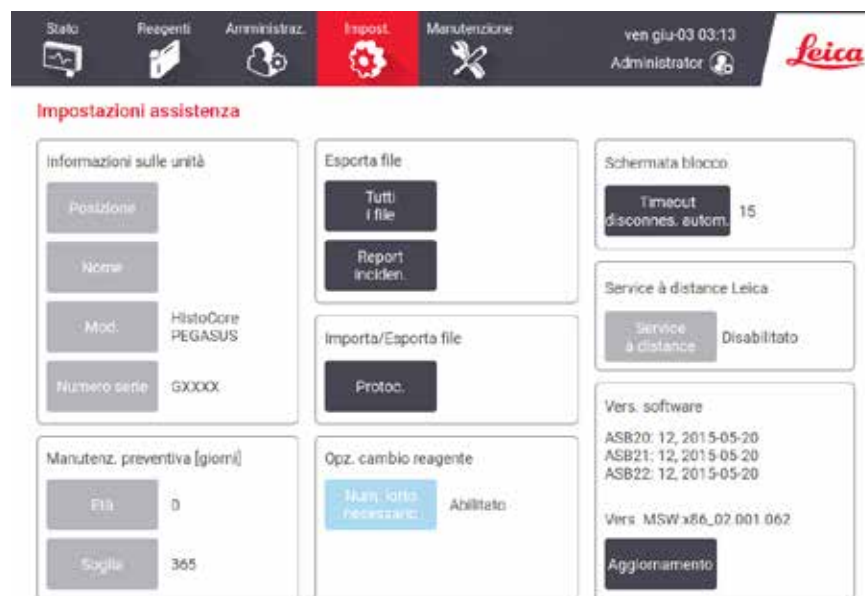 Stato
Reagenti
Amministraz.
Impost.
Manutenzione
ven giu-03 03:13
Administrator
Leica
Impostazioni assistenza
Informazioni sulle unità
Posizione
Nome
Mod.
HistoCore
PEGASUS
Numero serie
GXXXX
Manutenz. preventiva [giorni]
Età
0
Soglia
365
Esporta file
Tutti
i file
Report
inciden.
Importa/Esporta file
Protoc.
Opz. cambio reagente
Num. lotto
necessario
Abilitato
Schermata blocco
Timeout
disconnes. autom.
15
Service à distance Leica
Service
à distance
Disabilitato
Vers. software
ASB20: 12, 2015-05-20
ASB21: 12, 2015-05-20
ASB22: 12, 2015-05-20
Vers. MSW:x86_02.001.062
Aggiornamento